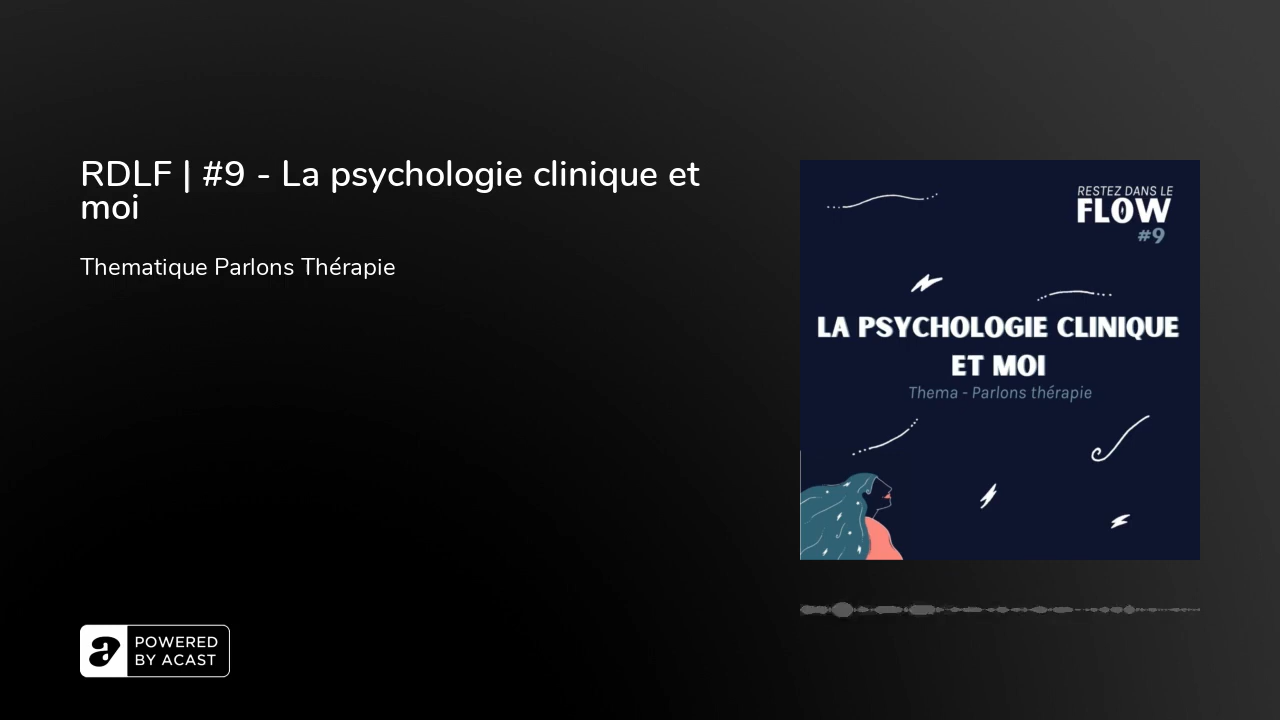 RDLF | #9 - La psychologie clinique et
moi
Thematique Parlons Thérapie
RESTEZ DANS LE
FLOW
#9
LA PSYCHOLOGIE CLINIQUE
ET MOI
Thema - Parlons thérapie
POWERED
BY ACAST